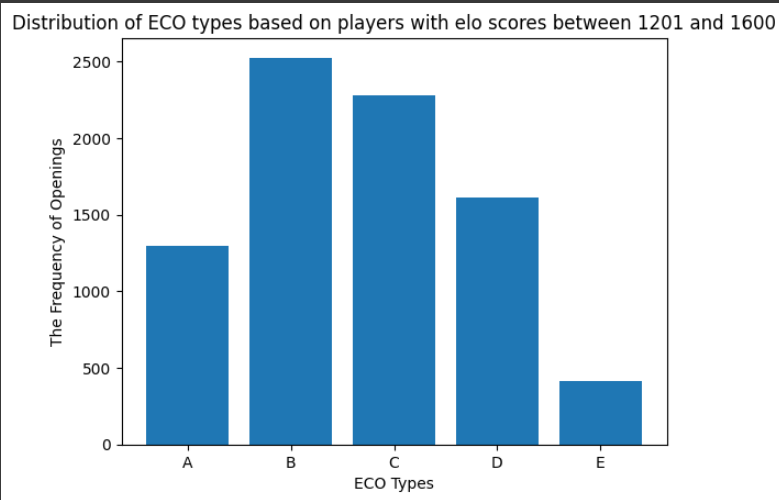 Distribution of ECO types based on players with elo scores between 1201 and 1600
2500
2000
1500
1000
500
0
The Frequency of Openings
A B C D E
ECO Types